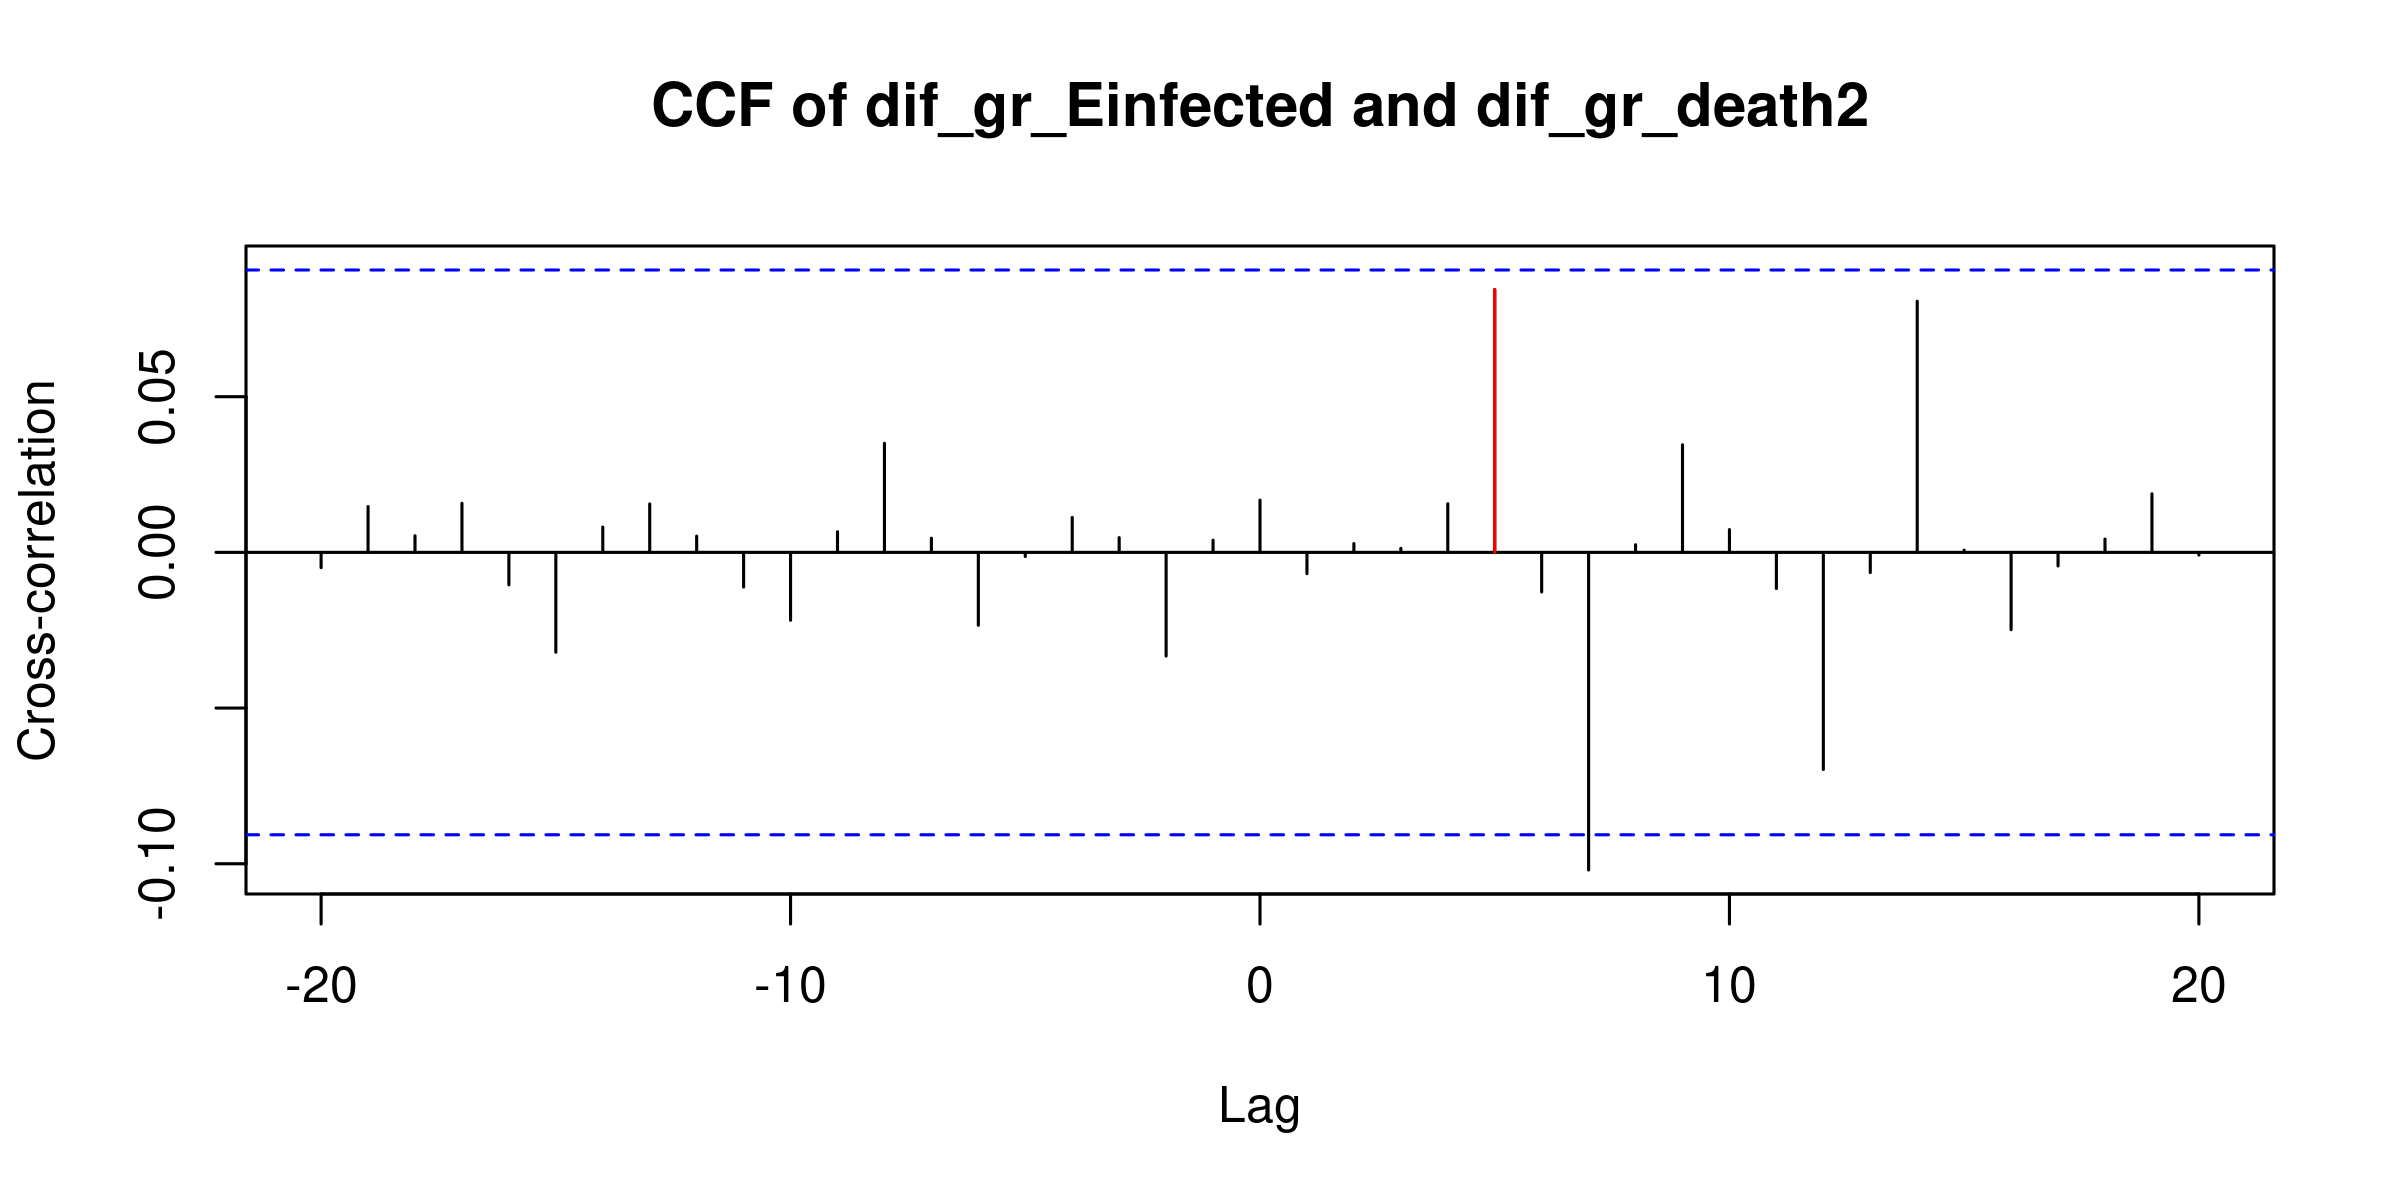 CCF of dif_gr_Einfected and dif_gr_death2
Cross-correlation
0.05
0.00
-0.10
-20
-10
0
10
20
Lag